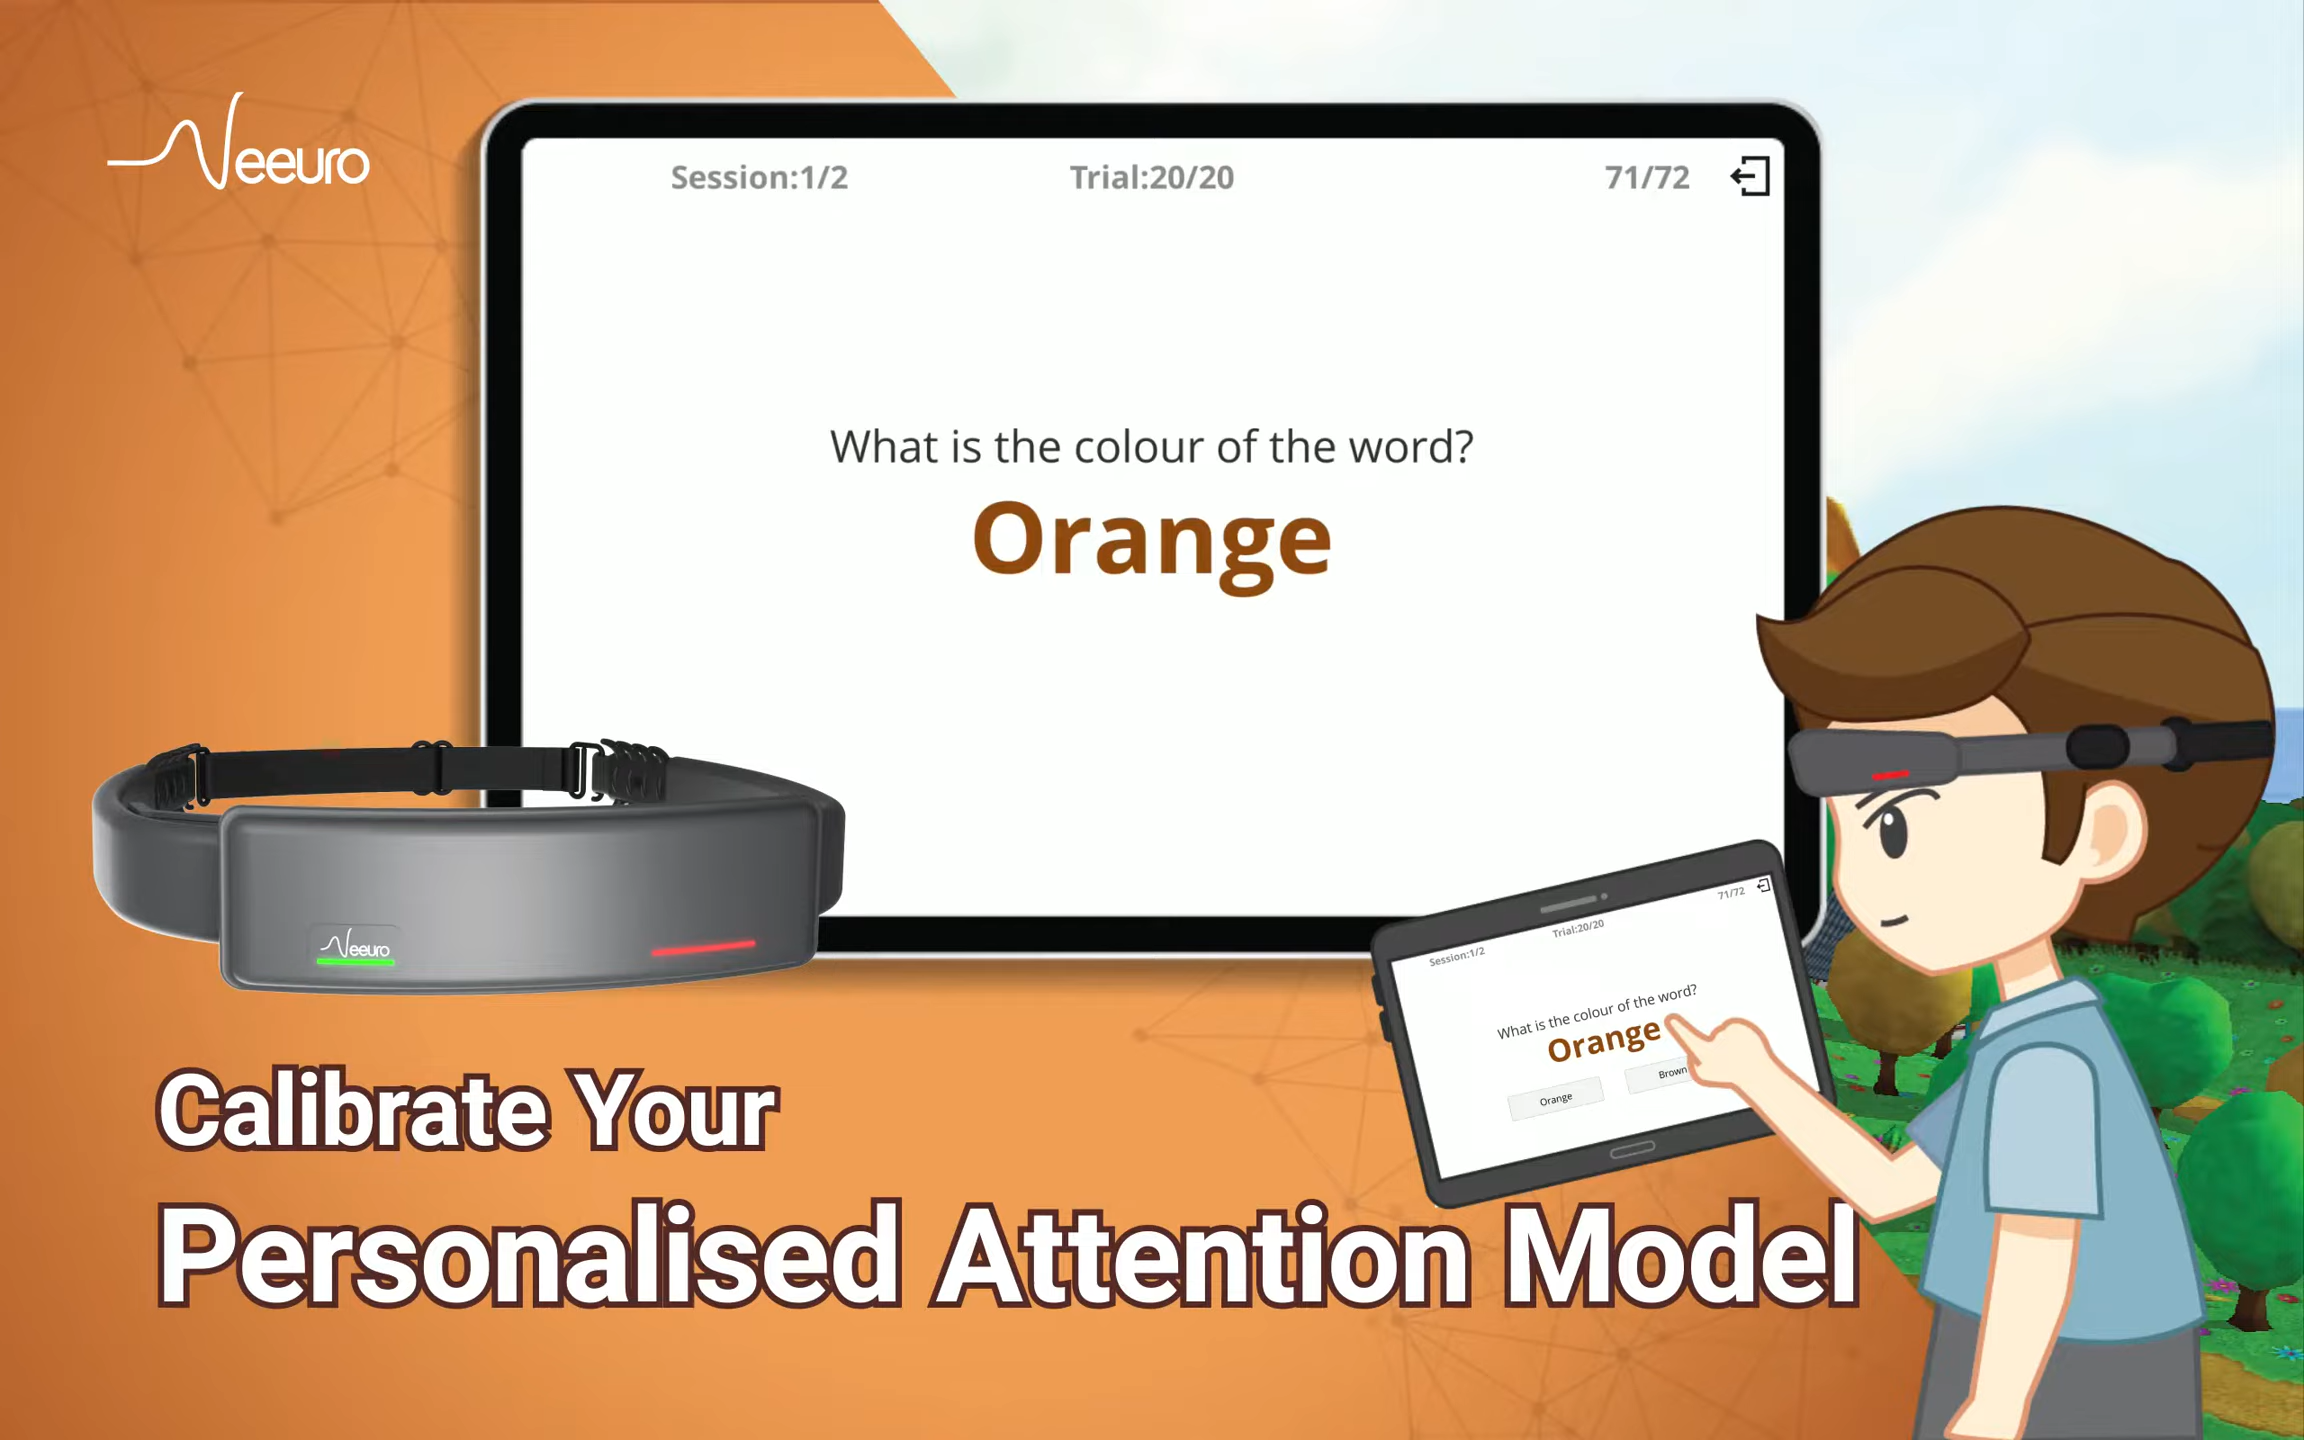 Neeuro
Session:1/2 Trial:20/20 71/72
What is the colour of the word?
Orange
Neeuro
Session:1/2 Trial:20/20 71/72
What is the colour of the word?
Orange
Orange Brown
Calibrate Your
Personalised Attention Model